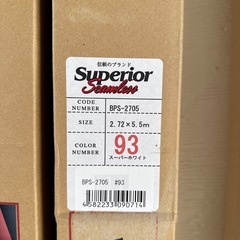 信頼のブランド
Superior
Seamless
CODE NUMBER BPS-2705
SIZE 2.72×5.5m
COLOR NUMBER 93
スーパーホワイト
BPS-2705 #93